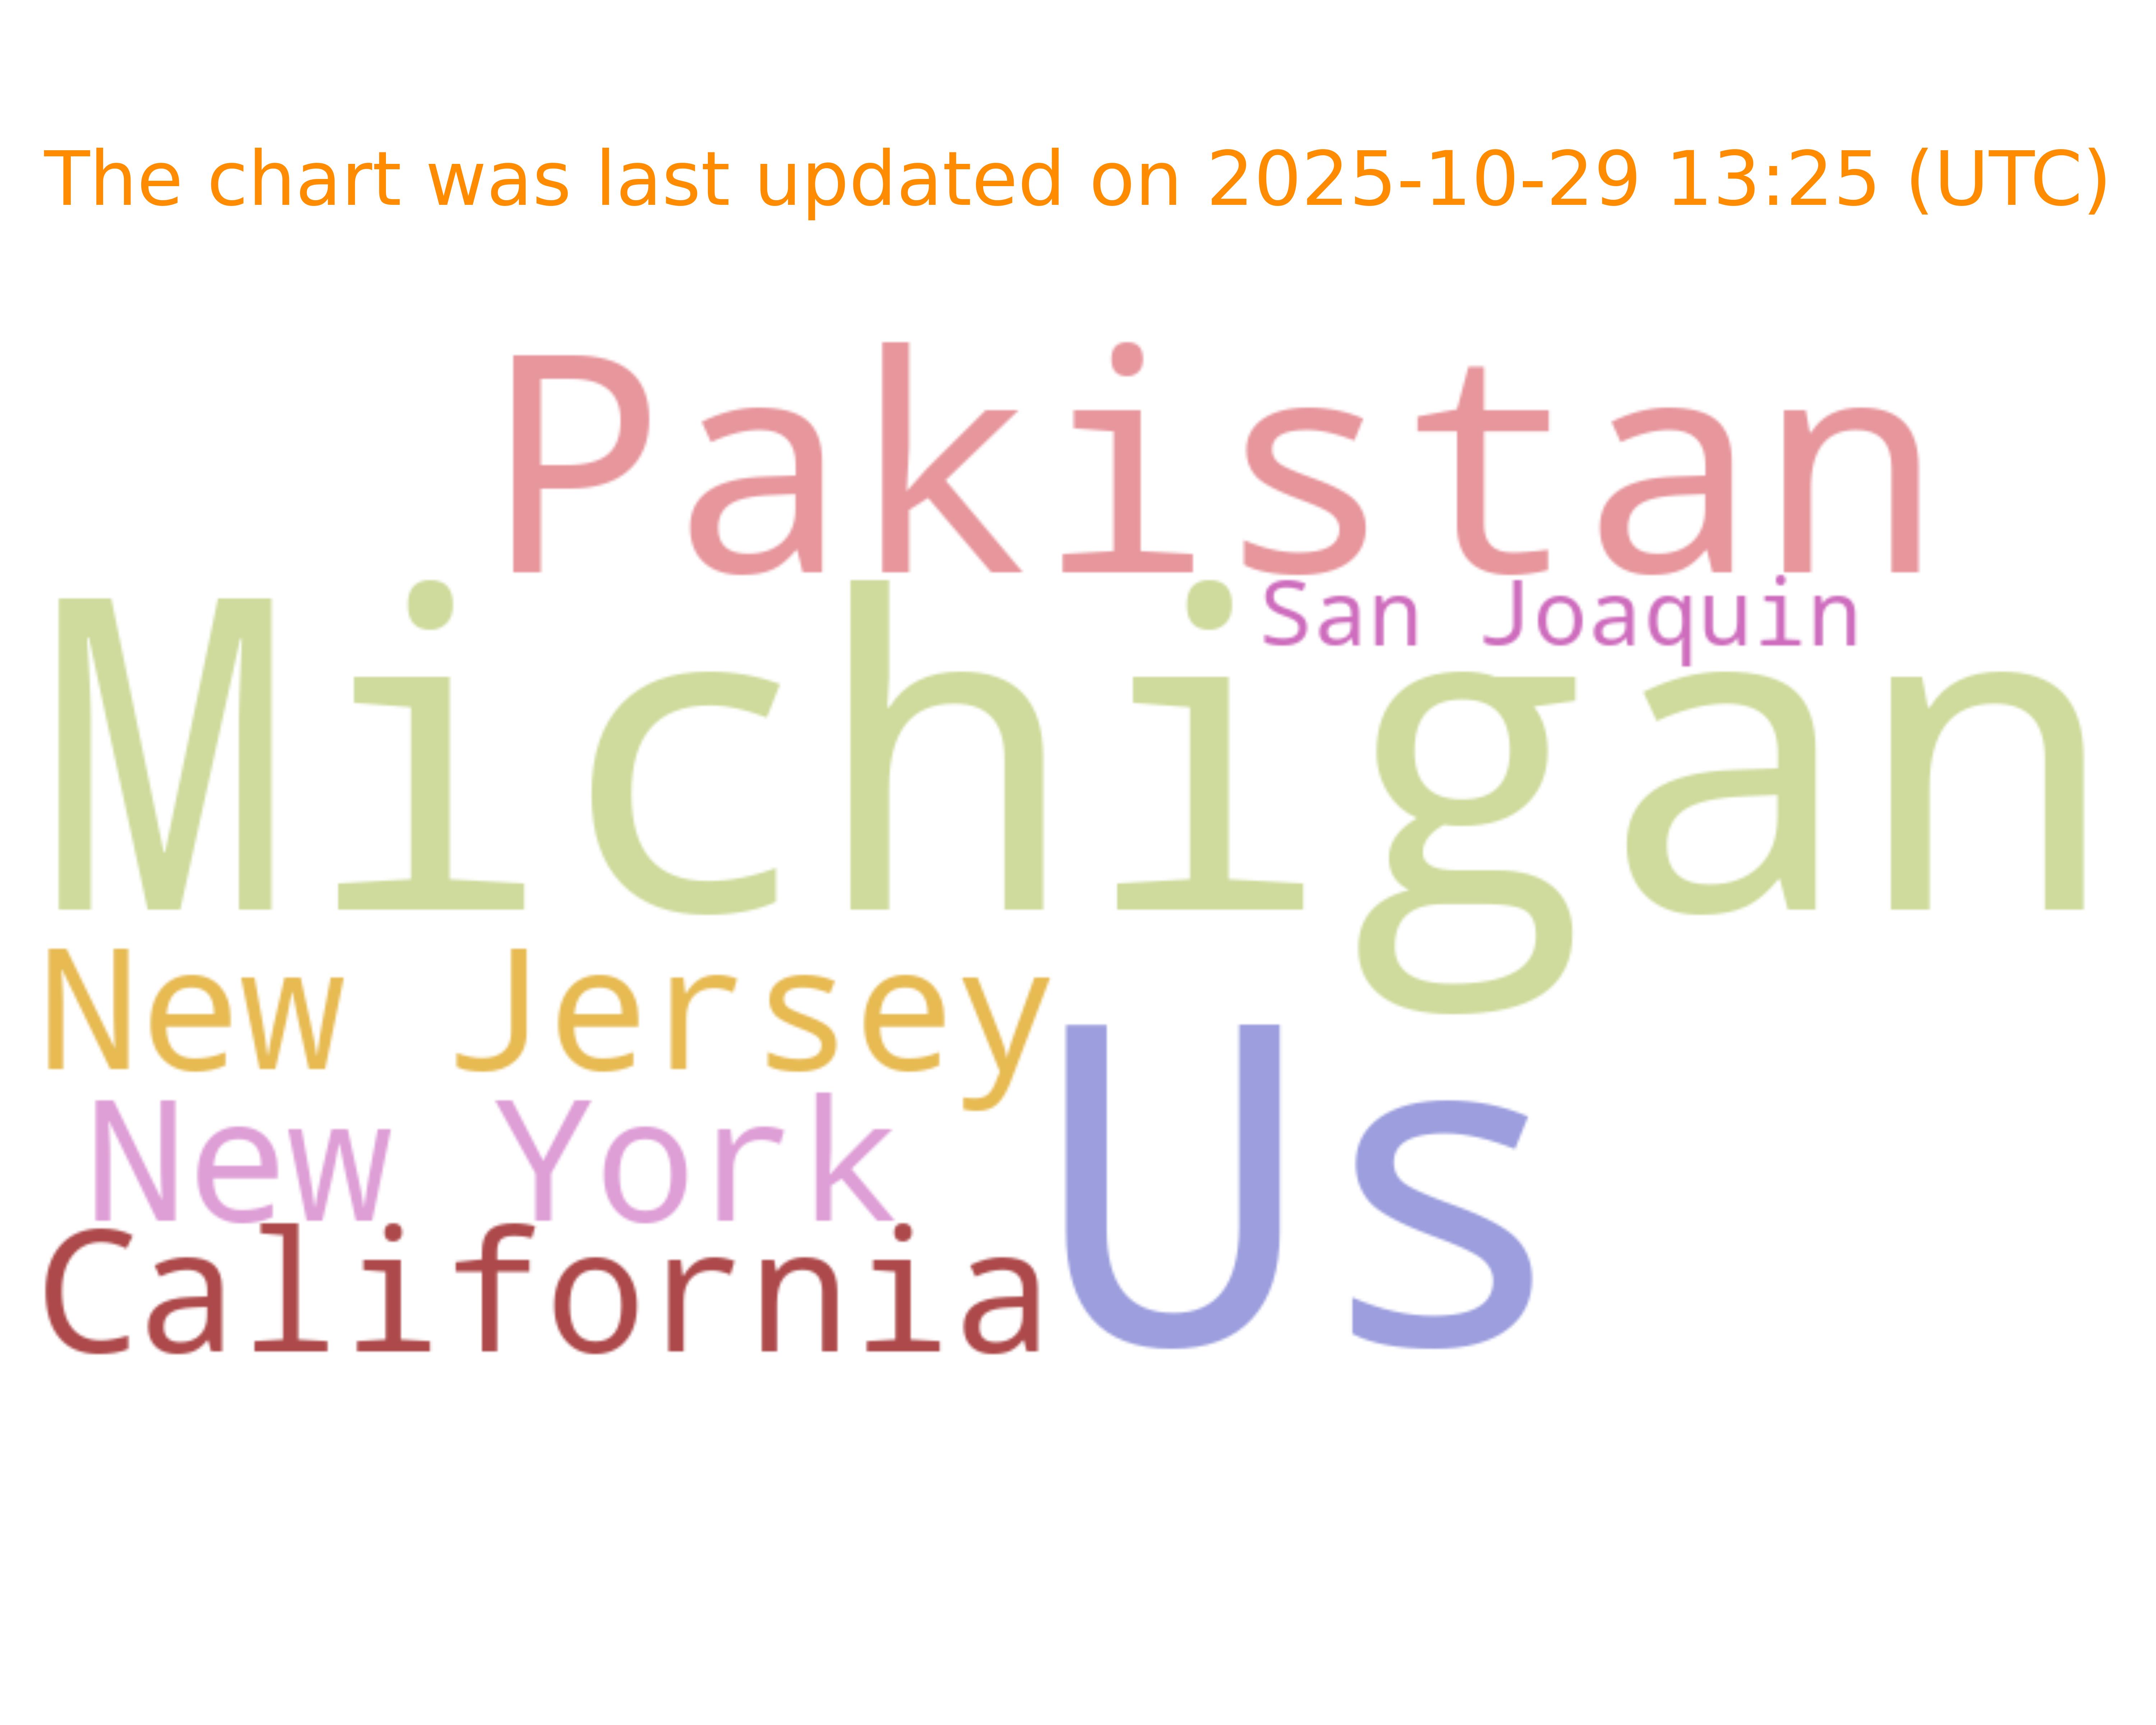 The chart was last updated on 2025-10-29 13:25 (UTC)
Pakistan
San Joaquin
Michigan
New Jersey
Us
New York
California